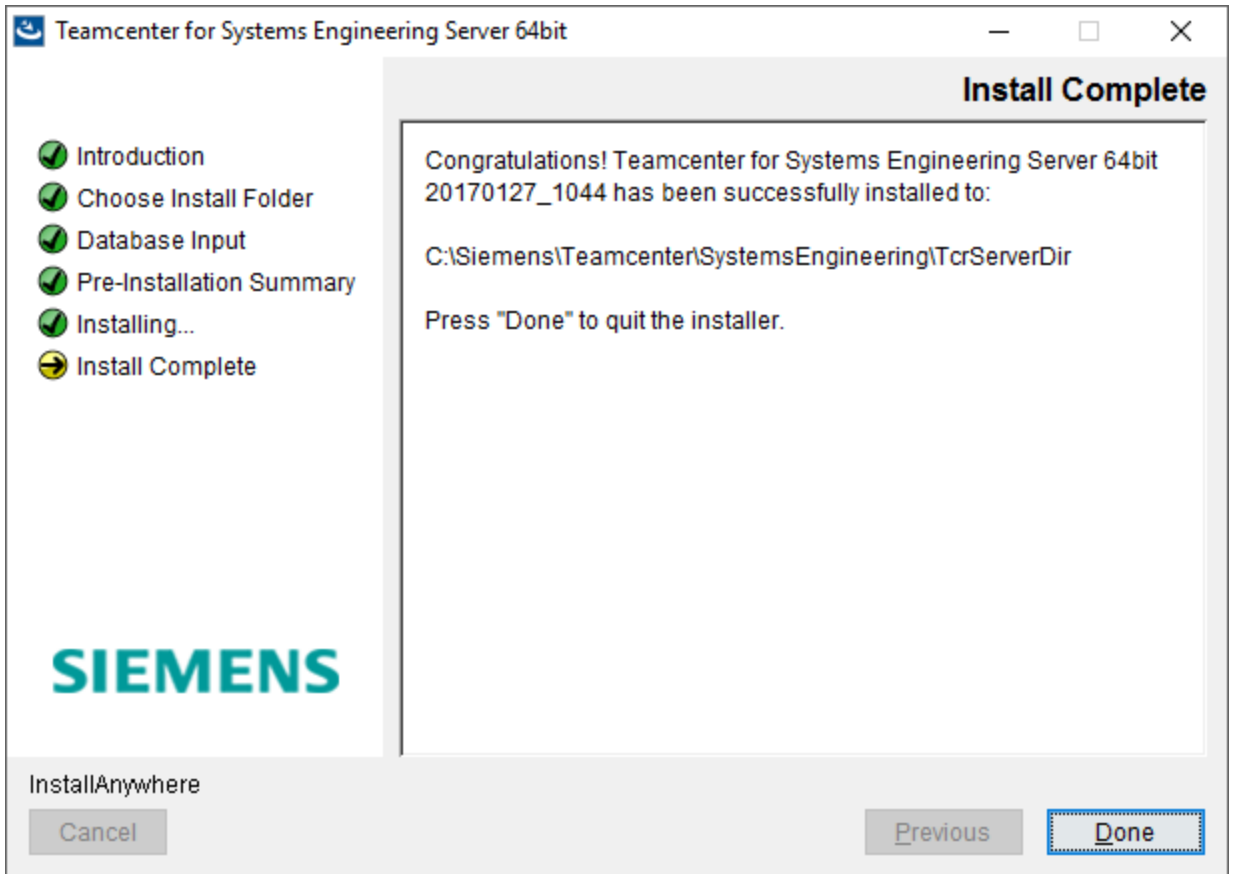 Teamcenter for Systems Engineering Server 64bit
Install Complete
Introduction
Choose Install Folder
Database Input
Pre-Installation Summary
Installing...
Install Complete
Congratulations! Teamcenter for Systems Engineering Server 64bit
20170127_1044 has been successfully installed to:
C:\Siemens\Teamcenter\SystemsEngineering\TcrServerDir
Press "Done" to quit the installer.
SIEMENS
InstallAnywhere
Cancel
Previous
Done